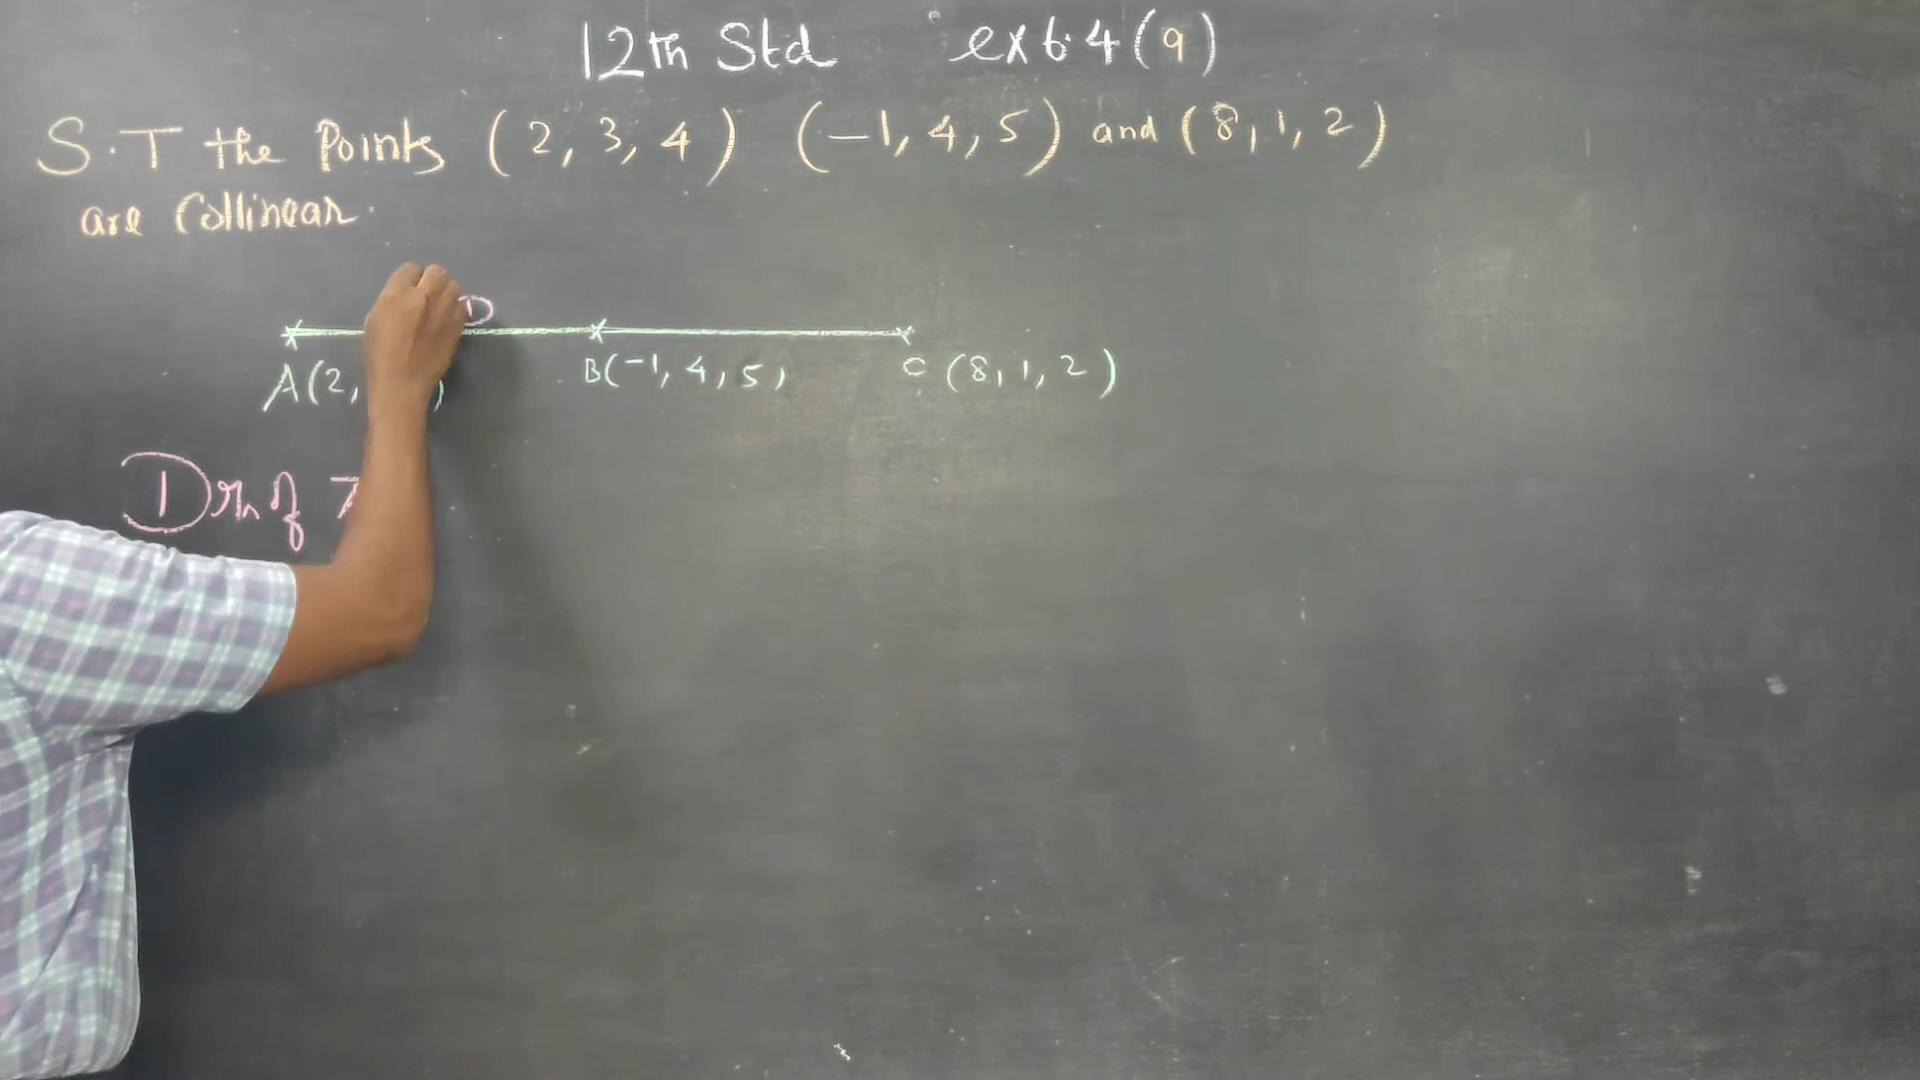 12th Std ex 6.4 (9)
S.T the Points (2, 3, 4) (-1, 4, 5) and (8, 1, 2)
are Collinear.
D
A(2, ) B(-1, 4, 5) C (8, 1, 2)
Drs of